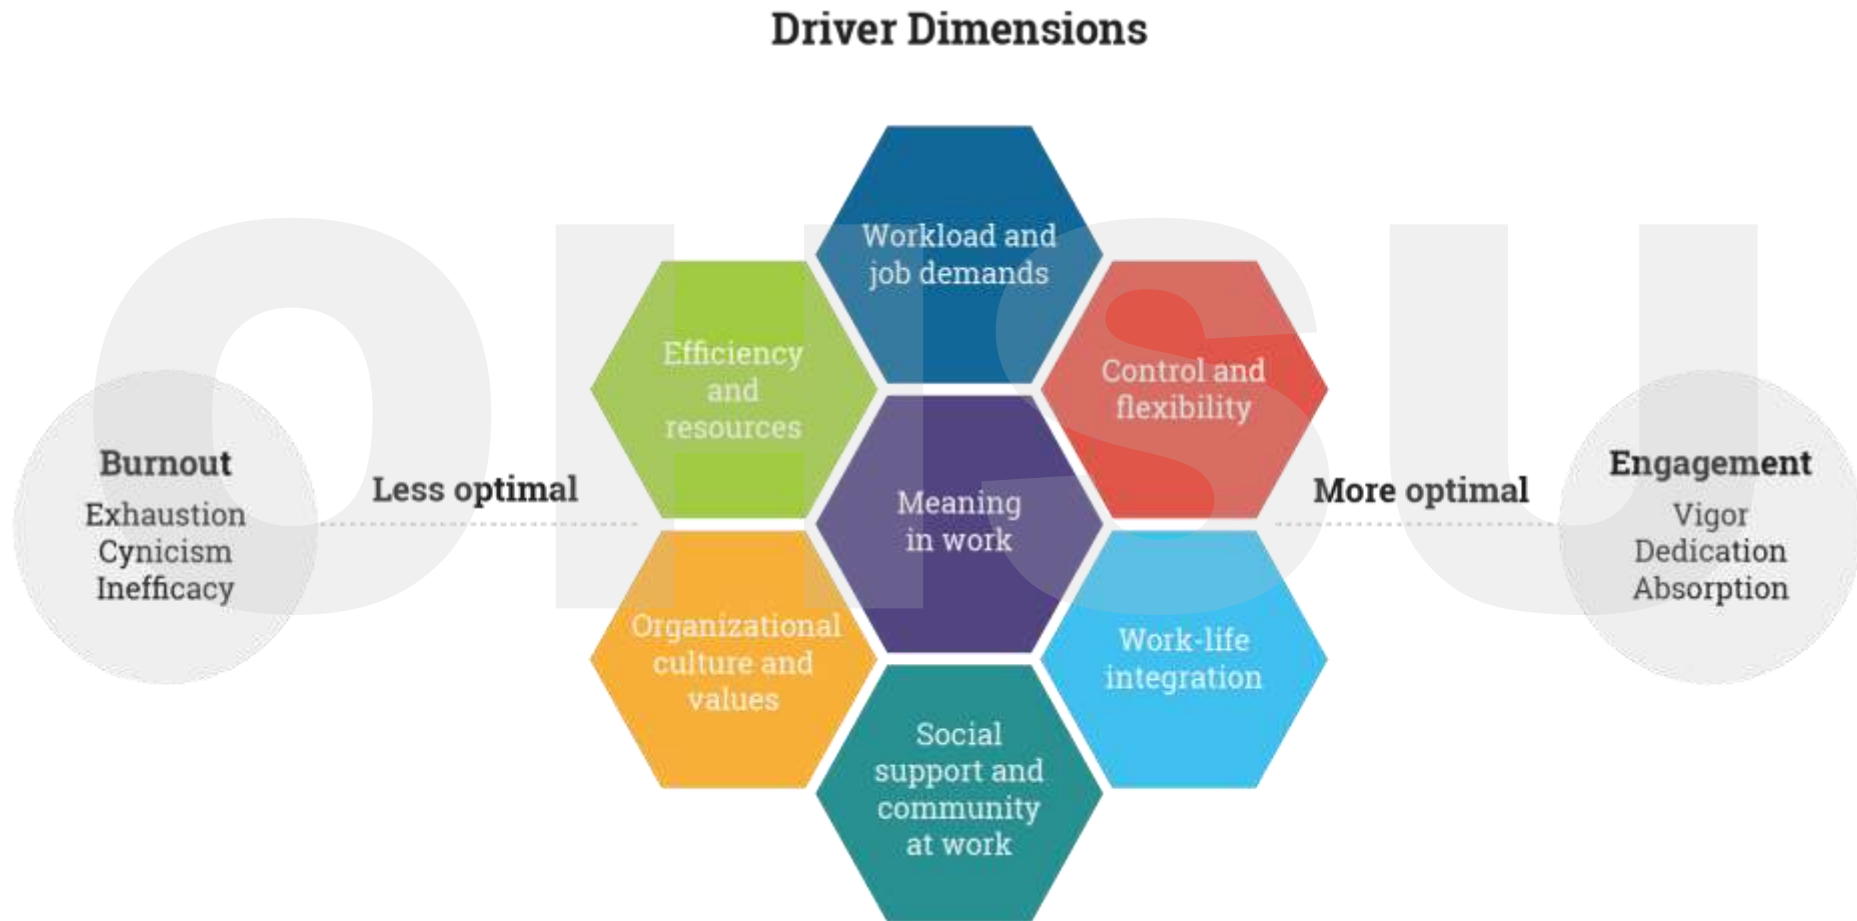 Driver Dimensions
Workload and
job demands
Efficiency
and
resources
Control and
flexibility
Burnout
Exhaustion
Cynicism
Inefficacy
Less optimal
Meaning
in work
More optimal
Engagement
Vigor
Dedication
Absorption
Organizational
culture and
values
Work-life
integration
Social
support and
community
at work
OHSU